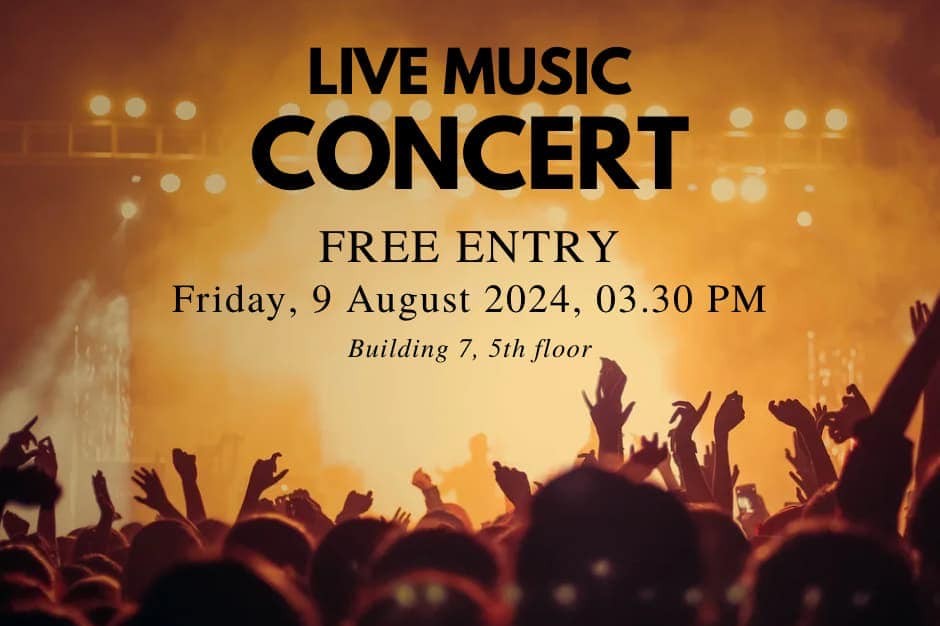 LIVE MUSIC
CONCERT
FREE ENTRY
Friday, 9 August 2024, 03.30 PM
Building 7, 5th floor